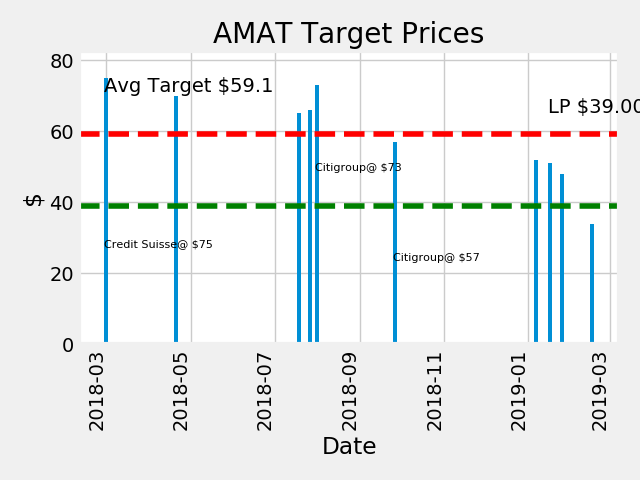 AMAT Target Prices
80
Avg Target $59.1
LP $39.00
60
Citigroup@ $73
$
40
Credit Suisse@ $75
Citigroup@ $57
20
0
2018-03
2018-05
2018-07
2018-09
2018-11
2019-01
2019-03
Date